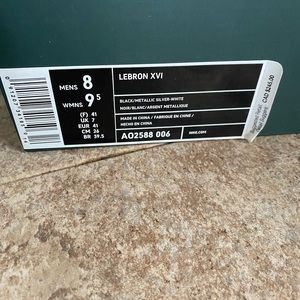 MENS 8
WMNS 9.5
(F) 41
UK 7
EUR 41
CM 26
BR 39.5
LEBRON XVI
BLACK/METALLIC SILVER-WHITE
NOIR/BLANC/ARGENT METALLIQUE
MADE IN CHINA / FABRIQUE EN CHINE /
HECHO EN CHINA
AO2588 006
NIKE.COM
CAD $245.00